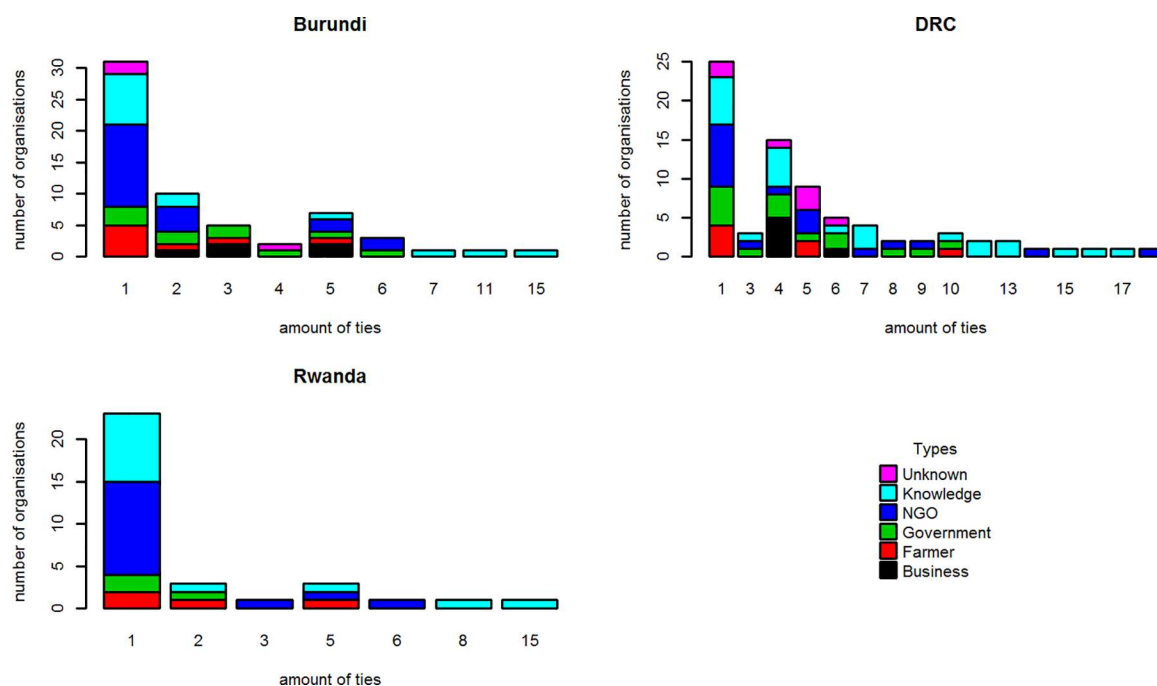 Burundi
number of organisations
30
25
20
15
10
5
0
1 2 3 4 5 6 7 11 15
amount of ties
DRC
number of organisations
25
20
15
10
5
0
1 3 4 5 6 7 8 9 10 13 15 17
amount of ties
Rwanda
number of organisations
20
15
10
5
0
1 2 3 5 6 8 15
amount of ties
Types
Unknown
Knowledge
NGO
Government
Farmer
Business